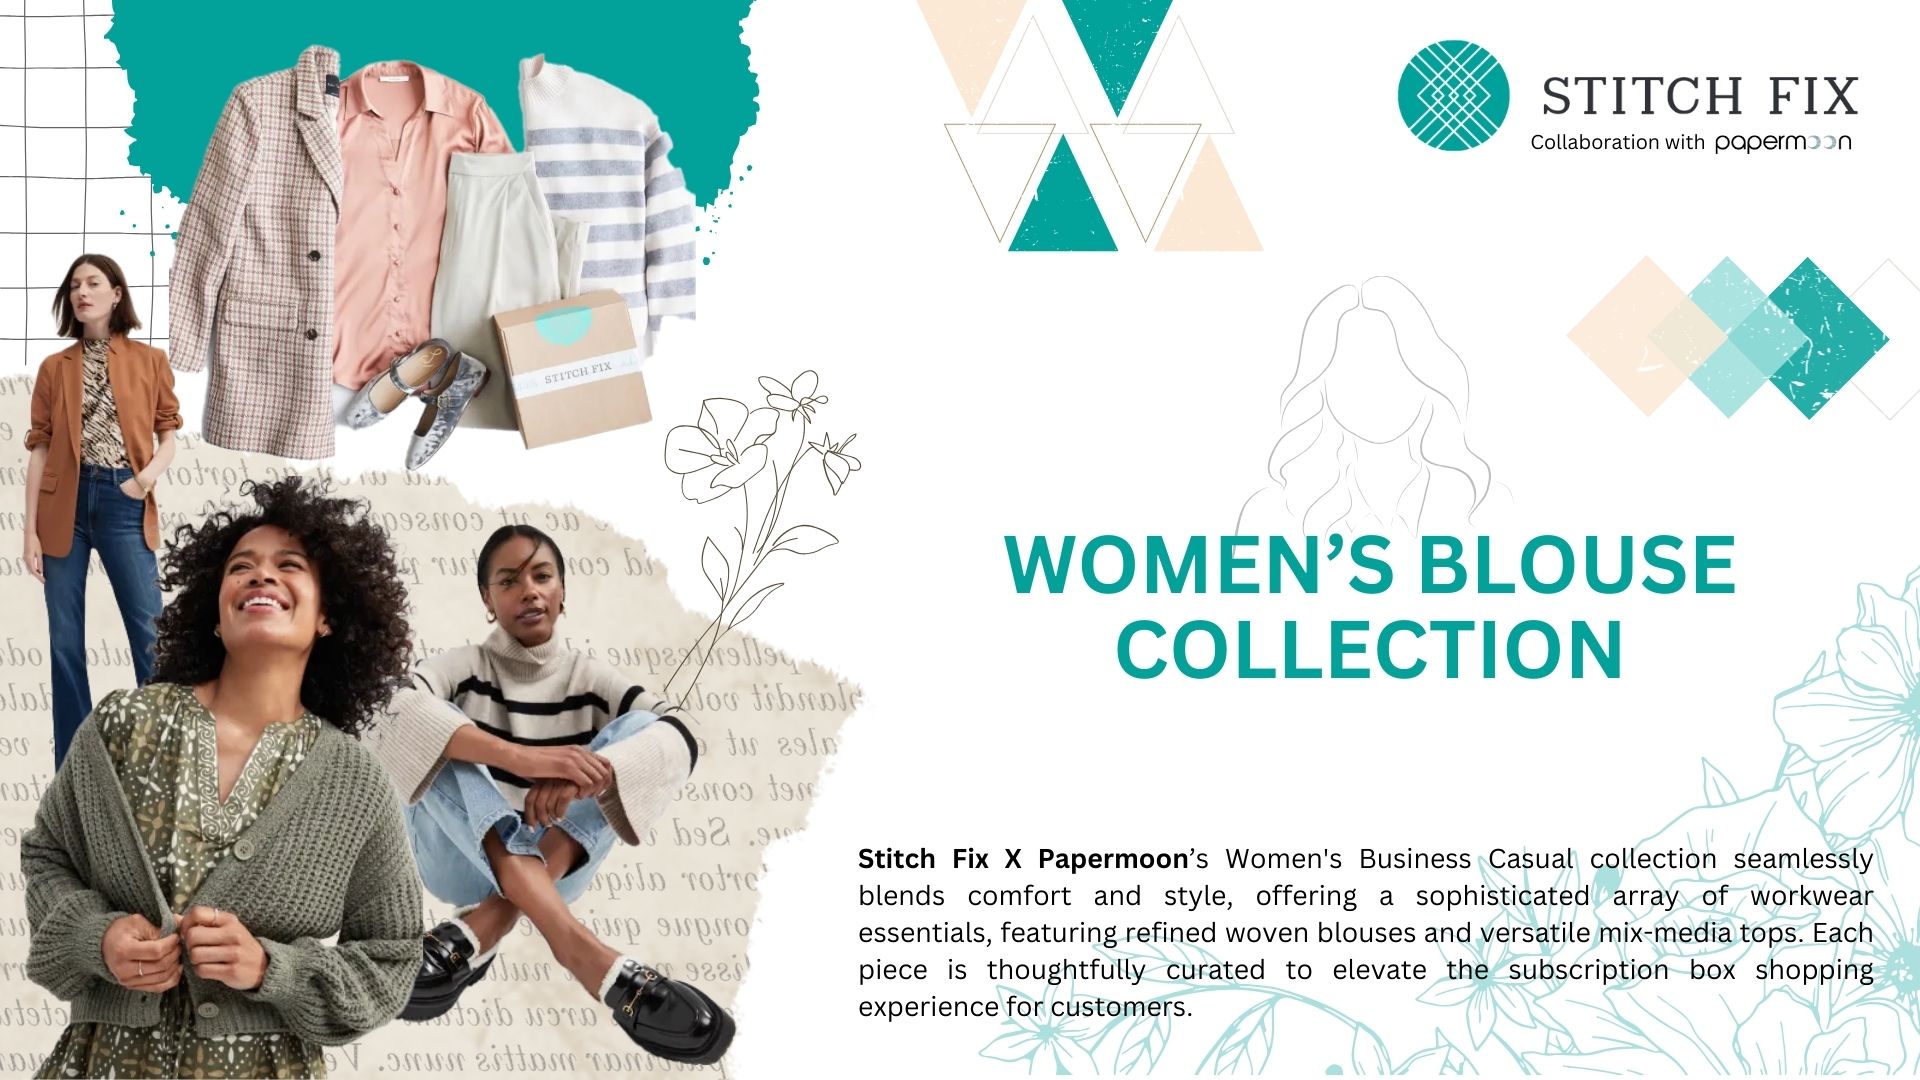 STITCH FIX
Collaboration with papermoon
STITCH FIX
WOMEN’S BLOUSE
COLLECTION
Stitch Fix X Papermoon’s Women's Business Casual collection seamlessly
blends comfort and style, offering a sophisticated array of workwear
essentials, featuring refined woven blouses and versatile mix-media tops. Each
piece is thoughtfully curated to elevate the subscription box shopping
experience for customers.